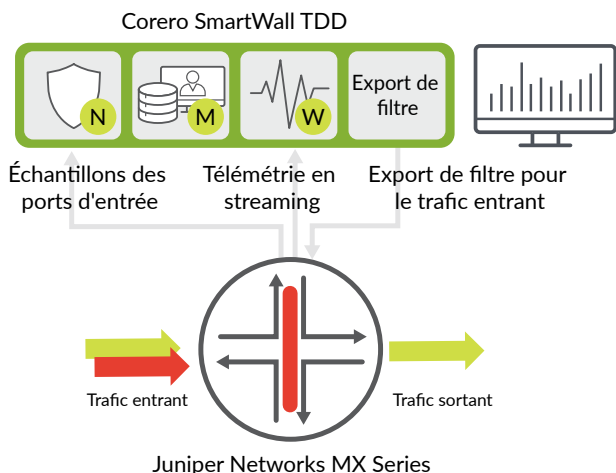 Corero SmartWall TDD
N
M
W
Export de
filtre
Échantillons des
ports d'entrée
Télémétrie en
streaming
Export de filtre pour
le trafic entrant
Trafic entrant
Trafic sortant
Juniper Networks MX Series